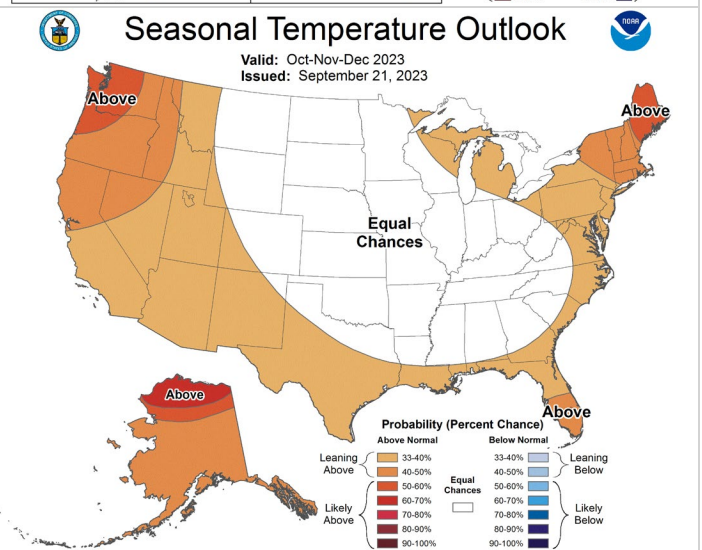 NOAA
Seasonal Temperature Outlook
Valid: Oct-Nov-Dec 2023
Issued: September 21, 2023
Above
Above
Equal
Chances
Above
Above
Probability (Percent Chance)
Above Normal
Below Normal
Leaning
Above
33-40%
40-50%
Likely
Above
50-60%
60-70%
70-80%
80-90%
90-100%
Equal
Chances
33-40%
40-50%
Leaning
Below
50-60%
60-70%
70-80%
80-90%
90-100%
Likely
Below